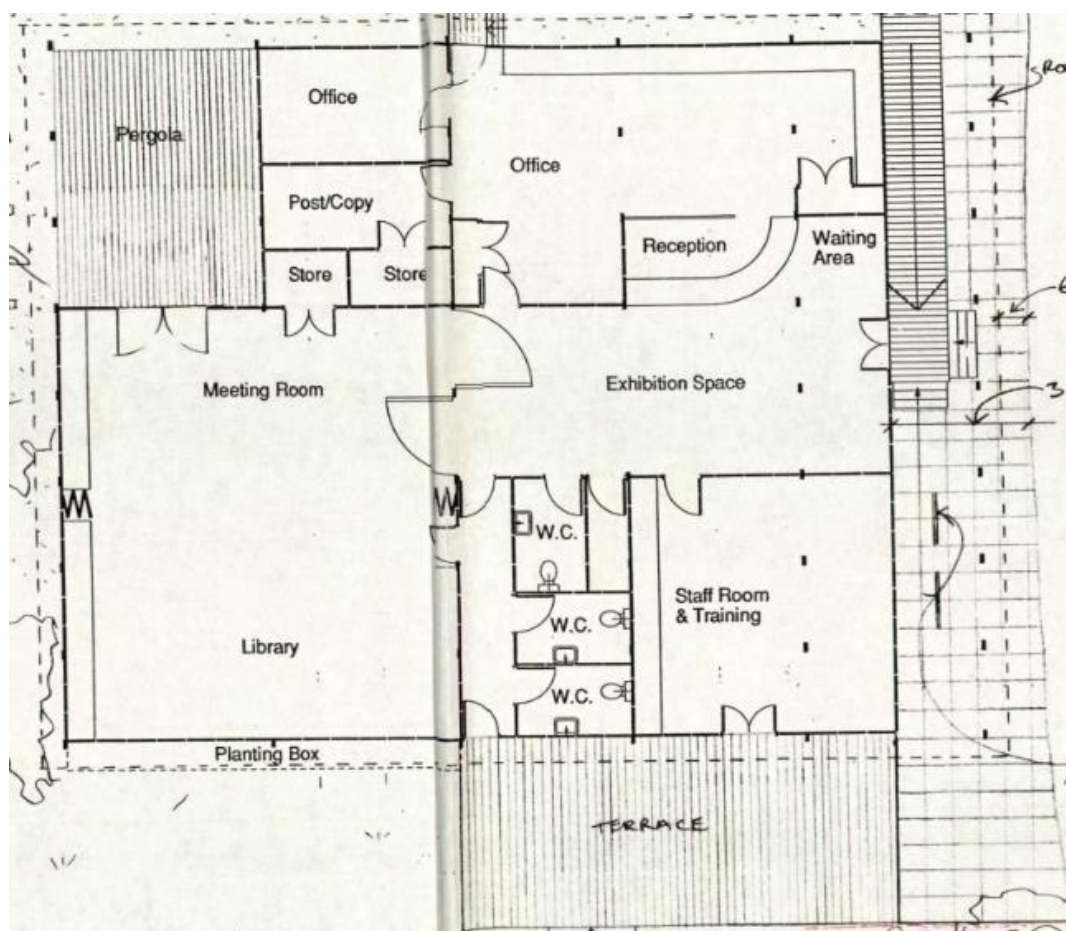 Office
Pergola
Office
Post/Copy
Reception
Waiting
Area
Store
Store
Meeting Room
Exhibition Space
3
W.C.
Staff Room
& Training
W.C.
Library
W.C.
Planting Box
TERRACE